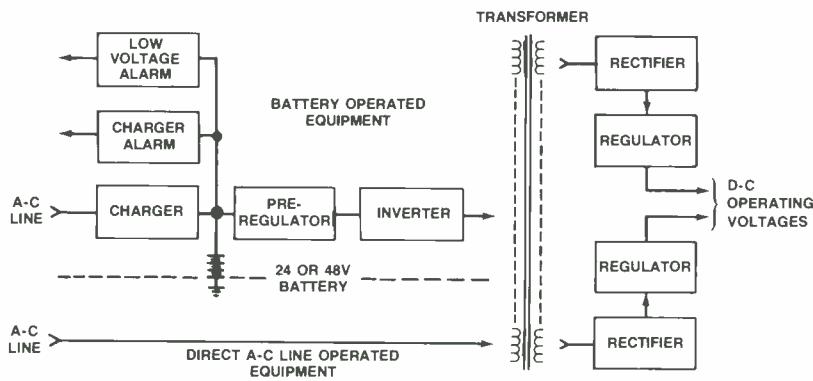 TRANSFORMER
LOW
VOLTAGE
ALARM
RECTIFIER
BATTERY OPERATED
EQUIPMENT
CHARGER
ALARM
REGULATOR
A-C
LINE
CHARGER
PRE-
REGULATOR
INVERTER
D-C
OPERATING
VOLTAGES
24 OR 48V
BATTERY
REGULATOR
A-C
LINE
DIRECT A-C LINE OPERATED
EQUIPMENT
RECTIFIER